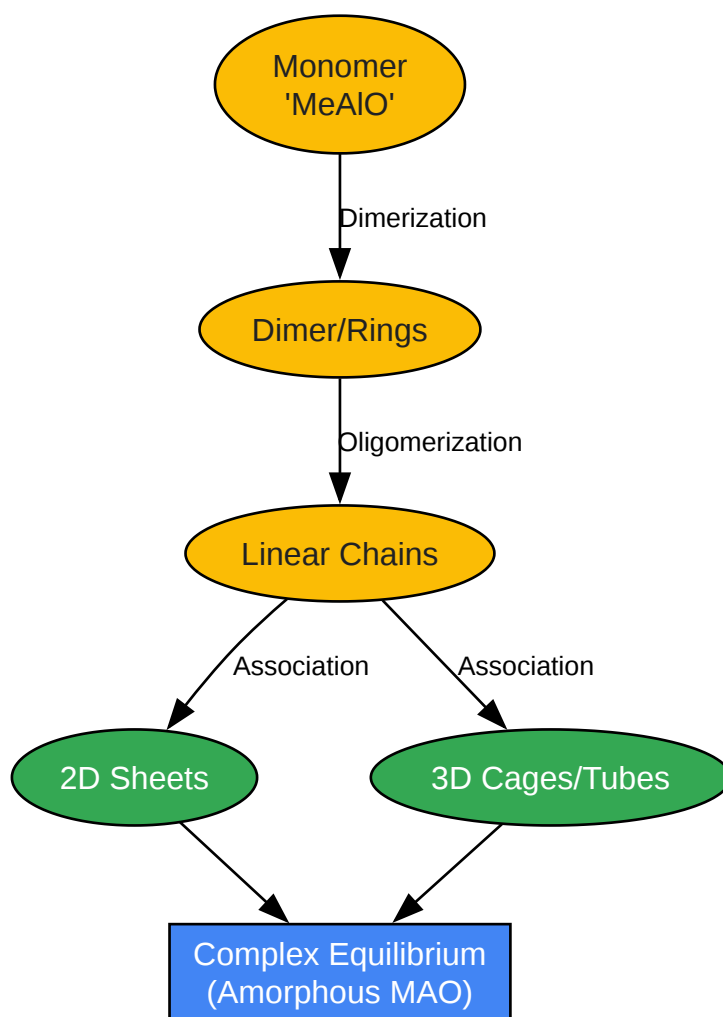 Monomer
'MeAlO'
Dimerization
Dimer/Rings
Oligomerization
Linear Chains
Association
Association
2D Sheets
3D Cages/Tubes
Complex Equilibrium
(Amorphous MAO)